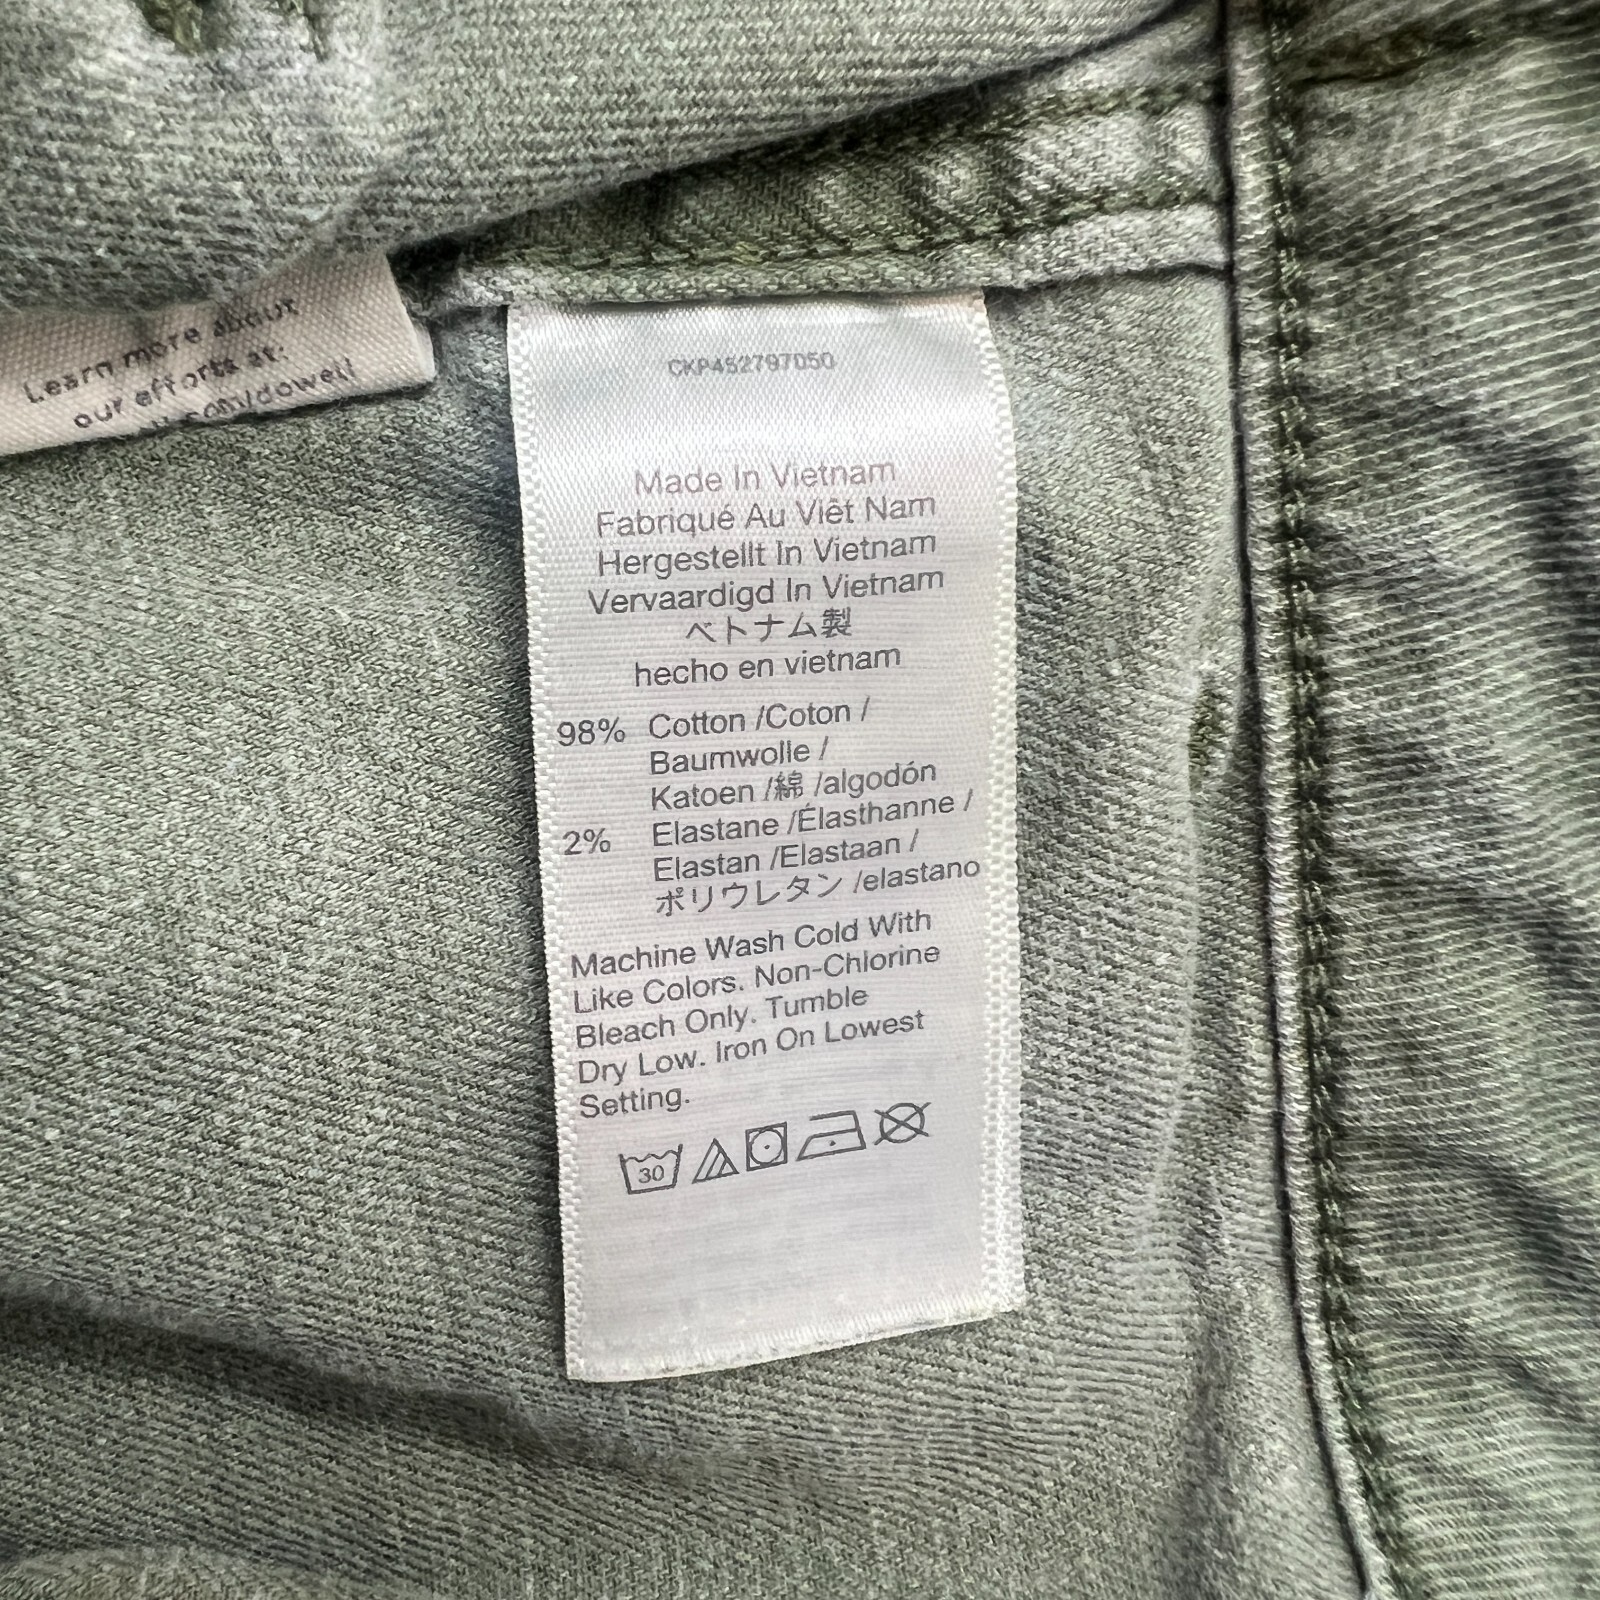 Learn more about
our efforts at:
CKP452797D50
Made In Vietnam
Fabriqué Au Viêt Nam
Hergestellt In Vietnam
Vervaardigd In Vietnam
ベトナム製
hecho en vietnam
98% Cotton /Coton /
Baumwolle /
Katoen /綿 /algodón
2% Elastane /Élasthanne /
Elastan /Elastaan /
ポリウレタン /elastano
Machine Wash Cold With
Like Colors. Non-Chlorine
Bleach Only. Tumble
Dry Low. Iron On Lowest
Setting.
30